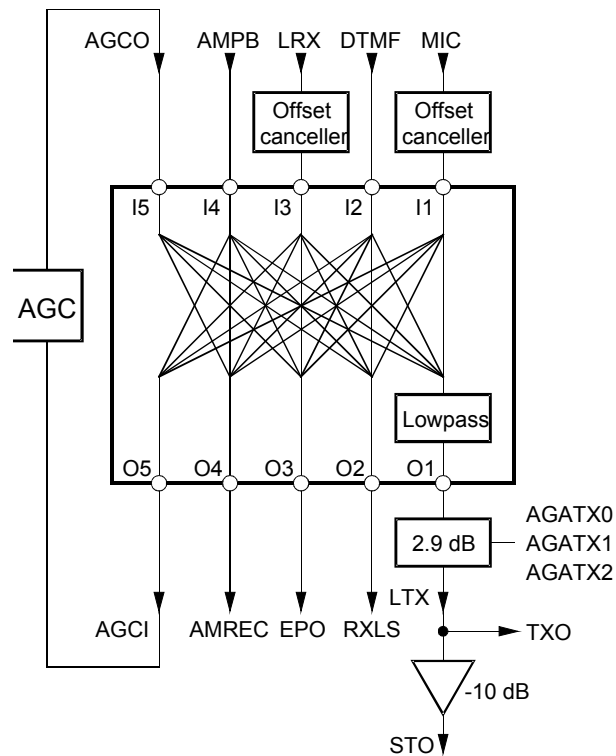 AGCO AMPB LRX DTMF MIC
Offset
canceller
Offset
canceller
I5 I4 I3 I2 I1
AGC
Lowpass
O5 O4 O3 O2 O1
2.9 dB
AGATX0
AGATX1
AGATX2
LTX
AGCI AMREC EPO RXLS
TXO
-10 dB
STO